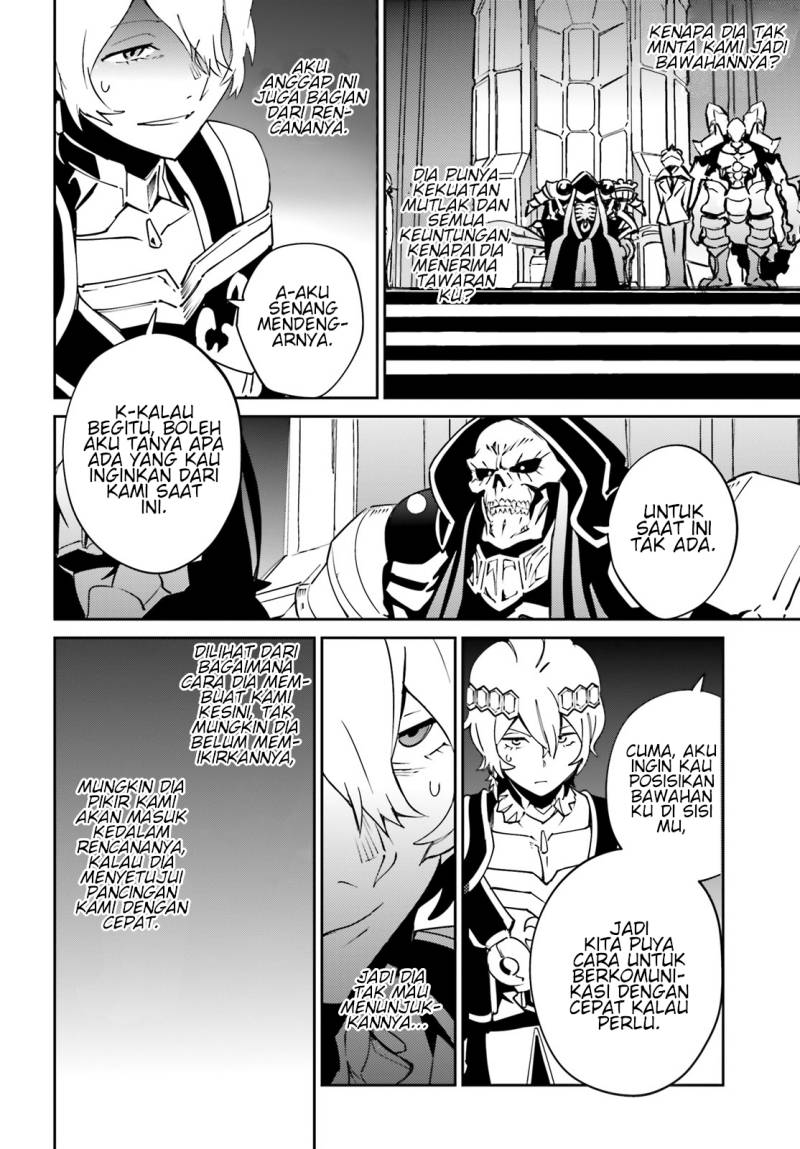 KENAPA DIA TAK
MINTA KAMI JADI
BAWAHANNYA?
DIA PUNYA
KEKUATAN
MUTLAK DAN
SEMUA
KEUNTUNGAN,
KENAPAI DIA
MENERIMA
TAWARAN
KU?
AKU
ANGGAP INI
JUGA BAGIAN
DARI REN-
CANANYA.
A-AKU
SENANG
MENDENG-
ARNYA.
K-KALAU
BEGITU, BOLEH
AKU TANYA APA
ADA YANG KAU
INGINKAN DARI
KAMI SAAT
INI.
UNTUK
SAAT INI
TAK ADA.
CUMA, AKU
INGIN KAU
POSISIKAN
BAWAHAN
KU DI SISI
MU,
JADI
KITA PUYA
CARA UNTUK
BERKOMUNI-
KASI DENGAN
CEPAT KALAU
PERLU.
JADI DIA
TAK MAU
MENUNJUK-
KANNYA...
DILIHAT DARI
BAGAIMANA
CARA DIA MEM-
BUAT KAMI
KESINI, TAK
MUNGKIN DIA
BELUM MEM-
IKIRKANNYA,
MUNGKIN DIA
PIKIR KAMI
AKAN MASUK
KEDALAM
RENCANANYA,
KALAU DIA
MENYETUJUI
PANCINGAN
KAMI DENGAN
CEPAT.